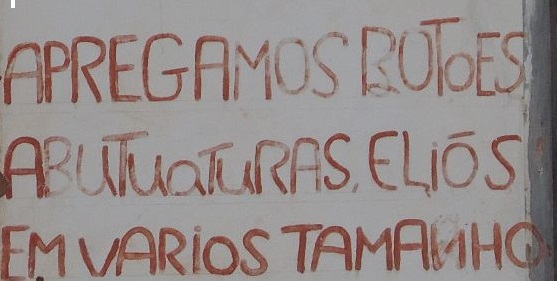 APREGAMOS BOTOES
ABUTUATURAS, ELIÓS
EM VARIOS TAMANHO